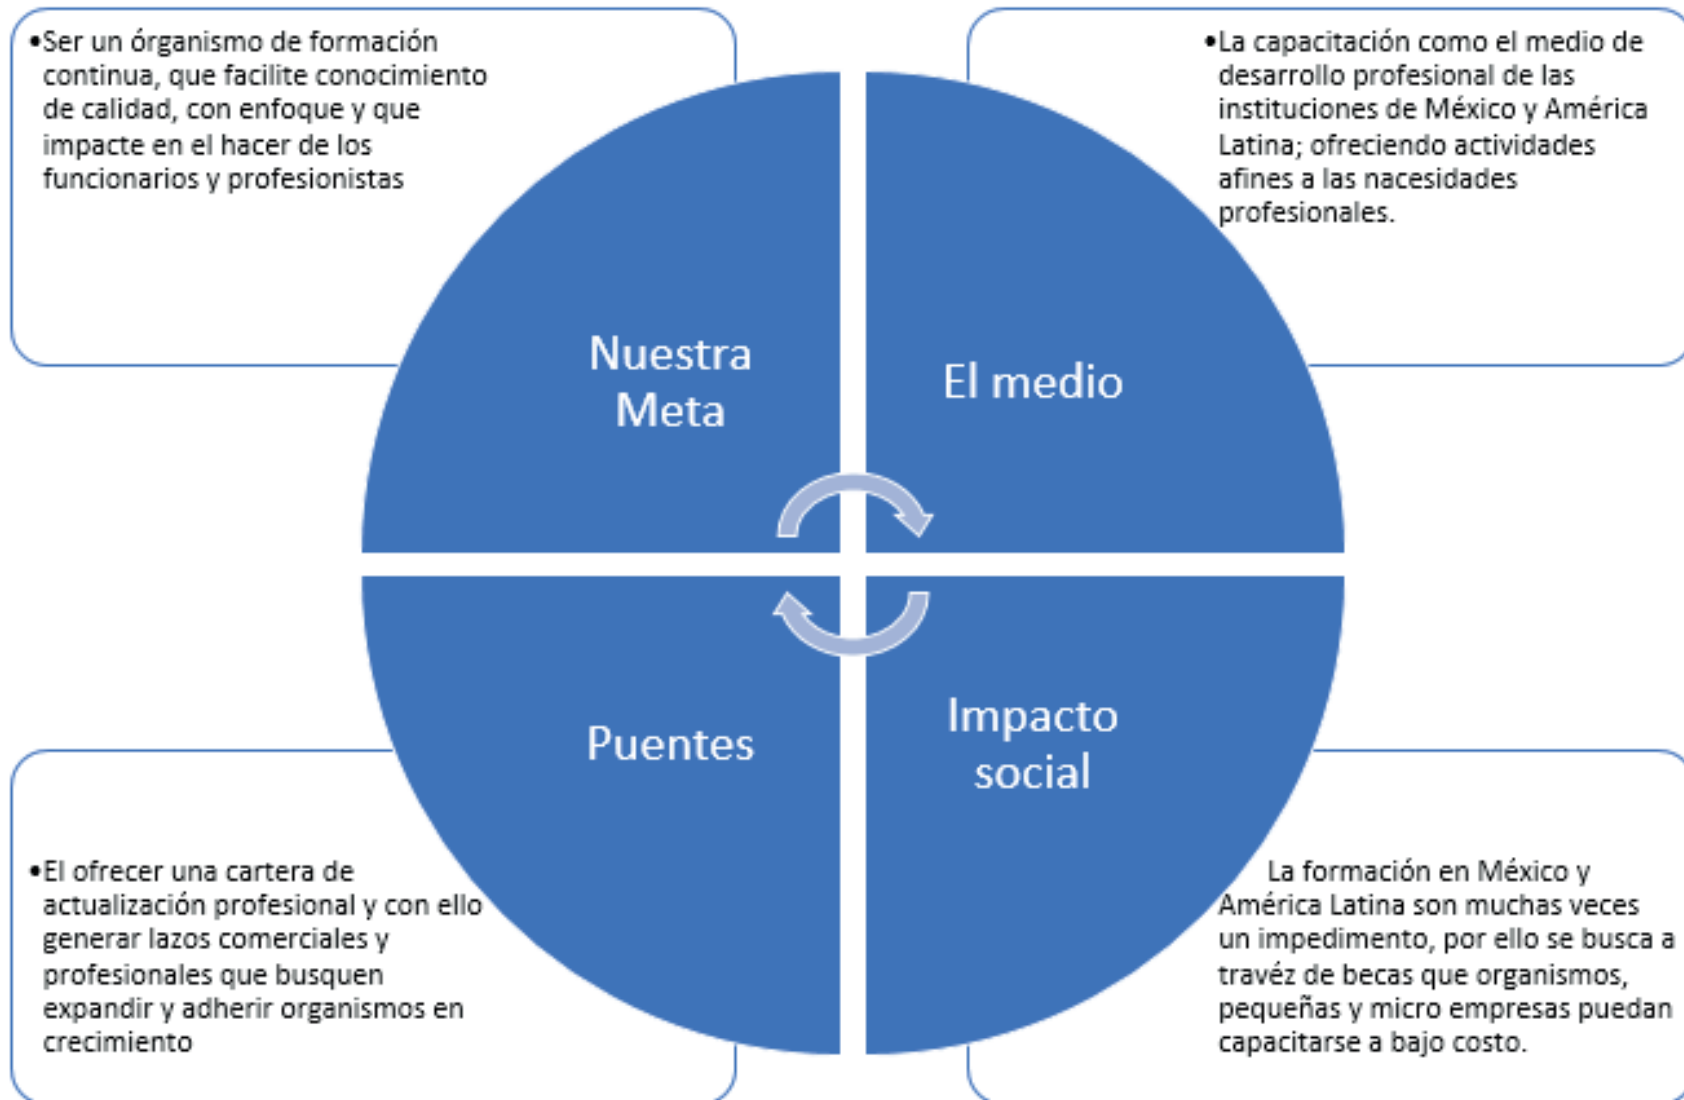 •Ser un órganismo de formación
continua, que facilite conocimiento
de calidad, con enfoque y que
impacte en el hacer de los
funcionarios y profesionistas
•La capacitación como el medio de
desarrollo profesional de las
instituciones de México y América
Latina; ofreciendo actividades
afines a las nacesidades
profesionales.
Nuestra
Meta
El medio
Puentes
Impacto
social
•El ofrecer una cartera de
actualización profesional y con ello
generar lazos comerciales y
profesionales que busquen
expandir y adherir organismos en
crecimiento
La formación en México y
América Latina son muchas veces
un impedimento, por ello se busca a
travéz de becas que organismos,
pequeñas y micro empresas puedan
capacitarse a bajo costo.